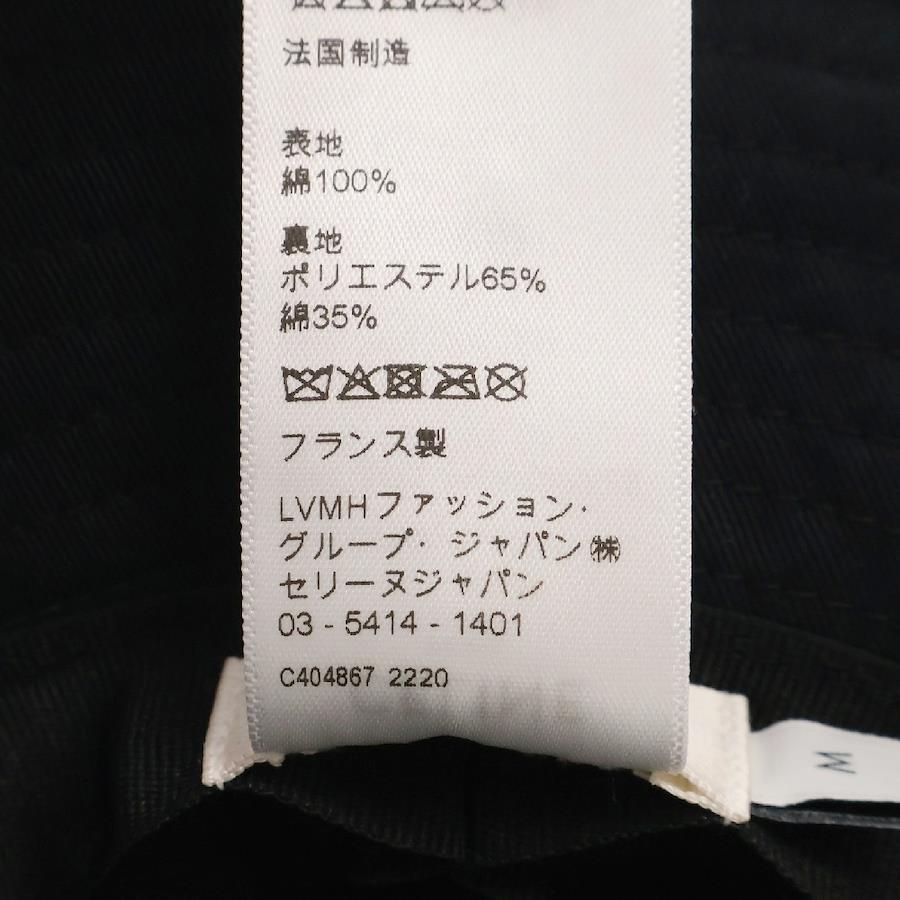 法国制造
表地
綿100%
裏地
ポリエステル65%
綿35%
フランス製
LVMHファッション·
グループ· ジャパン㈱
セリーヌジャパン
03 - 5414 - 1401
C404867 2220
M